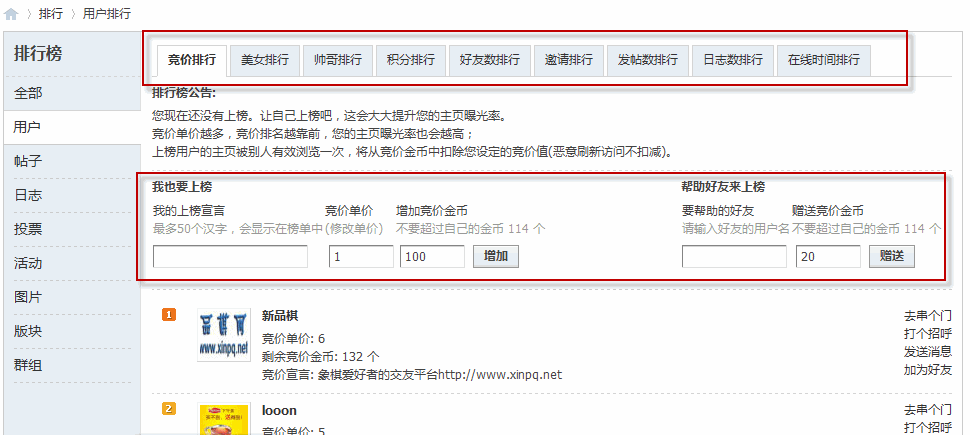 排行 用户排行
排行榜
全部
用户
帖子
日志
投票
活动
图片
版块
群组
竞价排行 美女排行 帅哥排行 积分排行 好友数排行 邀请排行 发帖数排行 日志数排行 在线时间排行
排行榜公告:
您现在还没有上榜。让自己上榜吧，这会大大提升您的主页曝光率。
竞价单价越多，竞价排名越靠前，您的主页曝光率也会越高；
上榜用户的主页被别人有效浏览一次，将从竞价金币中扣除您设定的竞价值(恶意刷新访问不扣减)。
我也要上榜 帮助好友来上榜
我的上榜宣言 竞价单价 增加竞价金币 要帮助的好友 赠送竞价金币
最多50个汉字，会显示在榜单中 (修改单价) 不要超过自己的金币 114 个 请输入好友的用户名 不要超过自己的金币 114 个
1 100 增加 20 赠送
1 新品棋 去串个门
品棋网
www.xinpq.net
竞价单价: 6 打个招呼
剩余竞价金币: 132 个 发送消息
竞价宣言: 象棋爱好者的交友平台http://www.xinpq.net 加为好友
2 looon 去串个门
竞价单价: 5 打个招呼